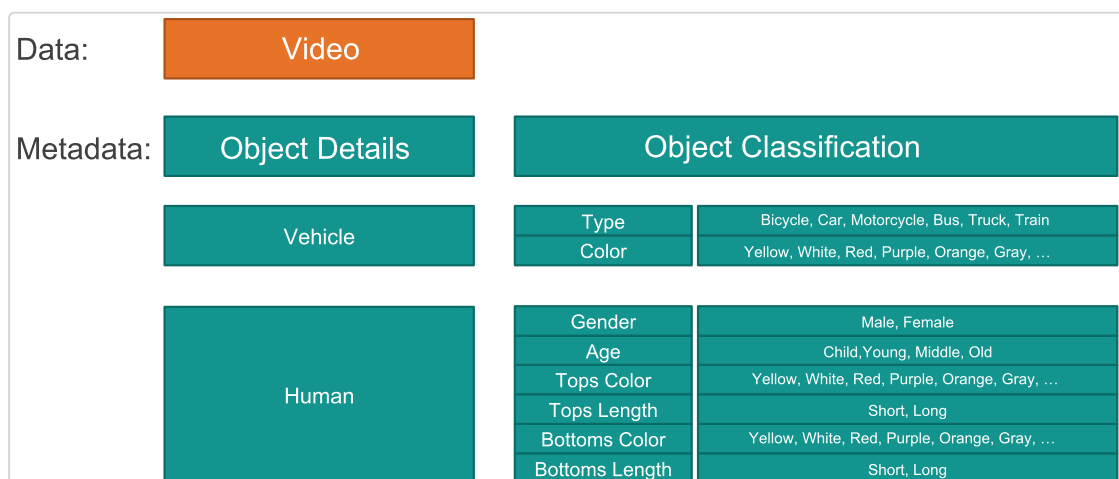 Data:
Video
Metadata:
Object Details
Object Classification
Vehicle
Type
Bicycle, Car, Motorcycle, Bus, Truck, Train
Color
Yellow, White, Red, Purple, Orange, Gray, …
Human
Gender
Male, Female
Age
Child,Young, Middle, Old
Tops Color
Yellow, White, Red, Purple, Orange, Gray, …
Tops Length
Short, Long
Bottoms Color
Yellow, White, Red, Purple, Orange, Gray, …
Bottoms Length
Short, Long